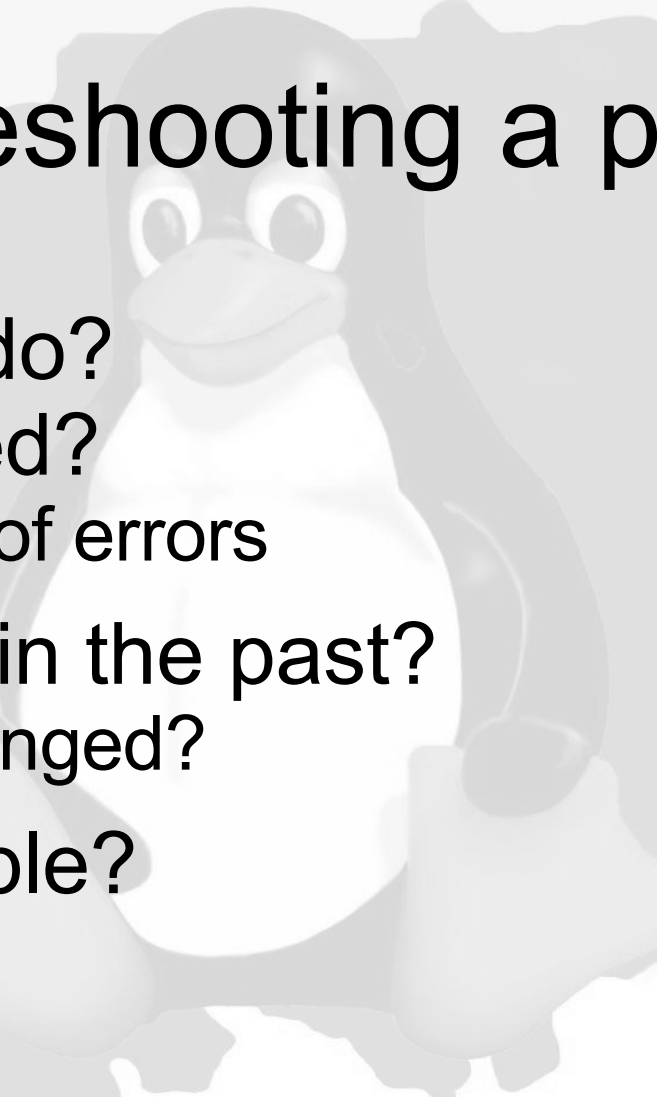 eshooting a p
do?
ed?
of errors
in the past?
nged?
ble?